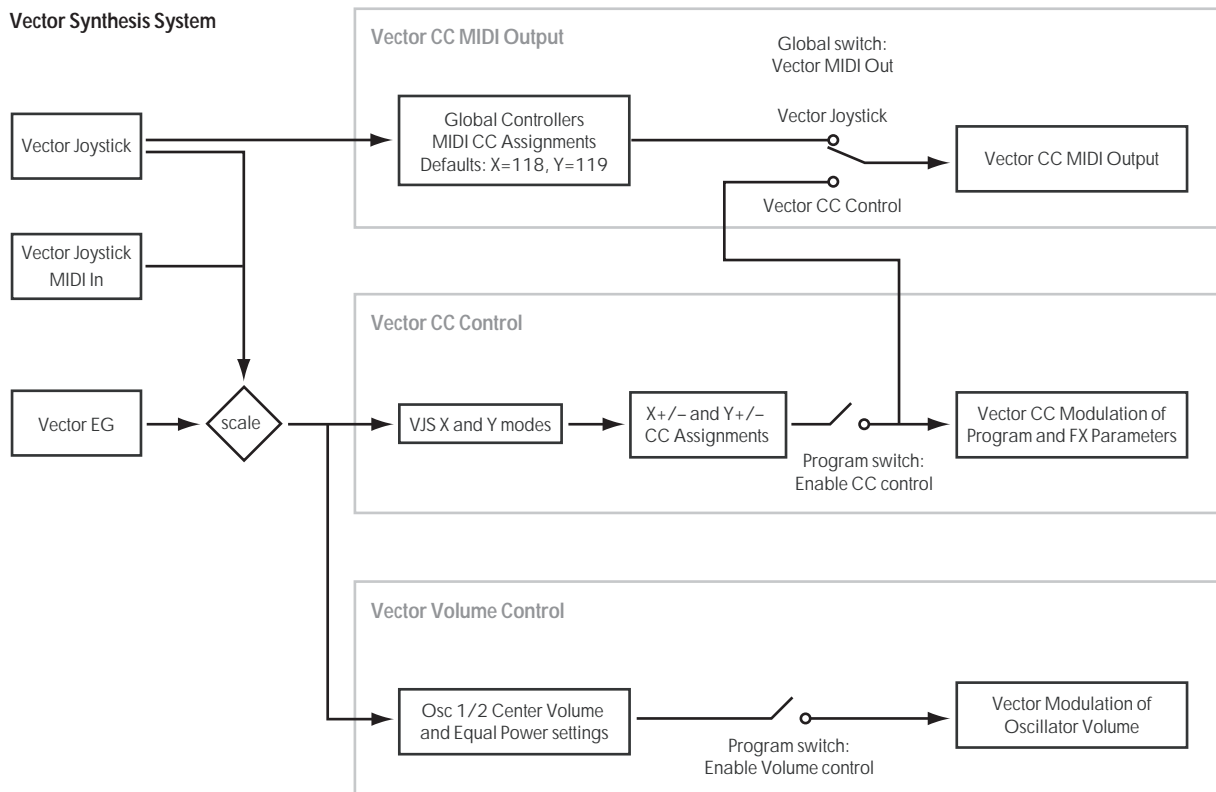 Vector Synthesis System
Vector CC MIDI Output
Global switch:
Vector MIDI Out
Vector Joystick
Global Controllers
MIDI CC Assignments
Defaults: X=118, Y=119
Vector Joystick
Vector CC MIDI Output
Vector CC Control
Vector Joystick
MIDI In
Vector CC Control
Vector EG
scale
VJS X and Y modes
X+/– and Y+/–
CC Assignments
Program switch:
Enable CC control
Vector CC Modulation of
Program and FX Parameters
Vector Volume Control
Osc 1/2 Center Volume
and Equal Power settings
Program switch:
Enable Volume control
Vector Modulation of
Oscillator Volume